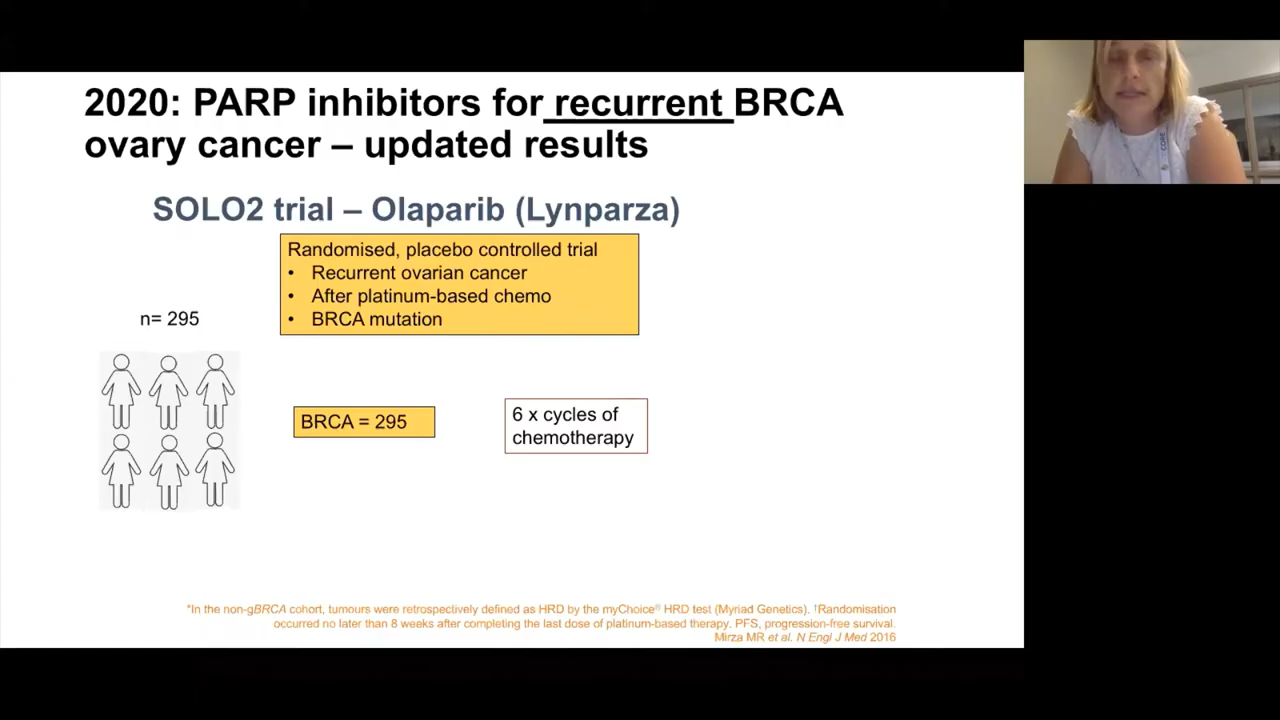 2020: PARP inhibitors for recurrent BRCA
ovary cancer – updated results
SOLO2 trial – Olaparib (Lynparza)
Randomised, placebo controlled trial
• Recurrent ovarian cancer
• After platinum-based chemo
• BRCA mutation
n= 295
BRCA = 295
6 x cycles of
chemotherapy
*In the non-gBRCA cohort, tumours were retrospectively defined as HRD by the myChoice® HRD test (Myriad Genetics). †Randomisation
occurred no later than 8 weeks after completing the last dose of platinum-based therapy. PFS, progression-free survival.
Mirza MR et al. N Engl J Med 2016
CORE